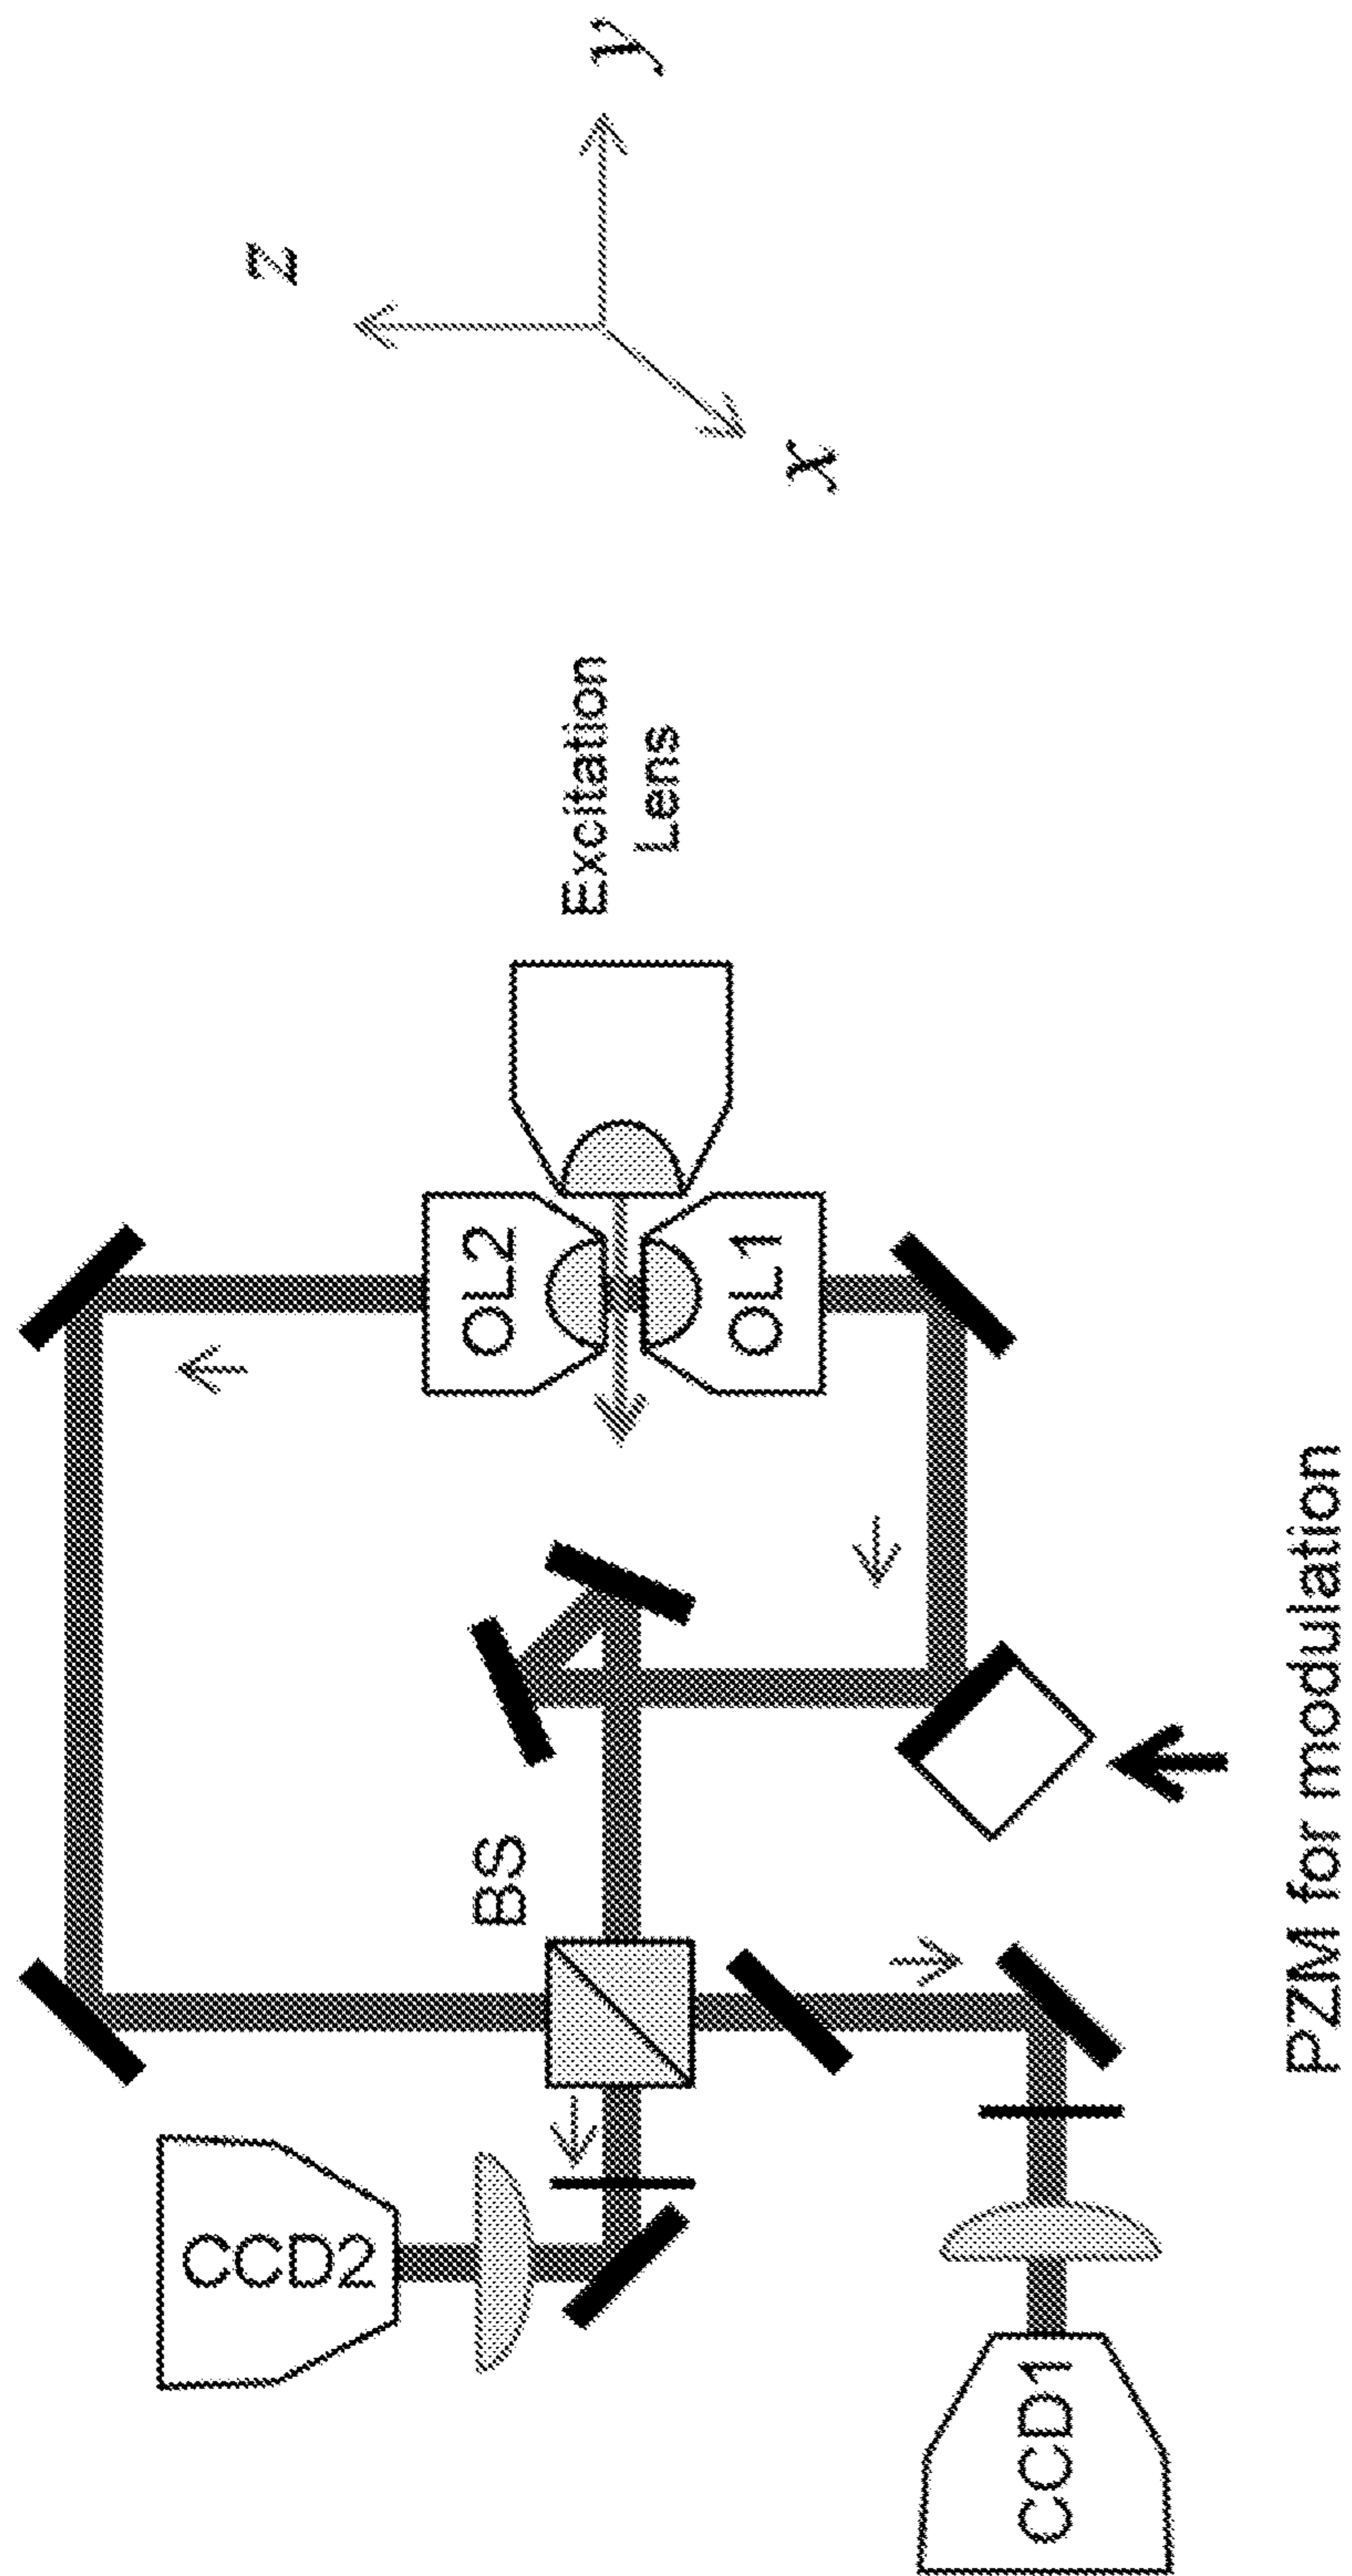 CCD2
BS
OL2
Excitation
Lens
z
y
x
CCD1
OL1
PZM for modulation